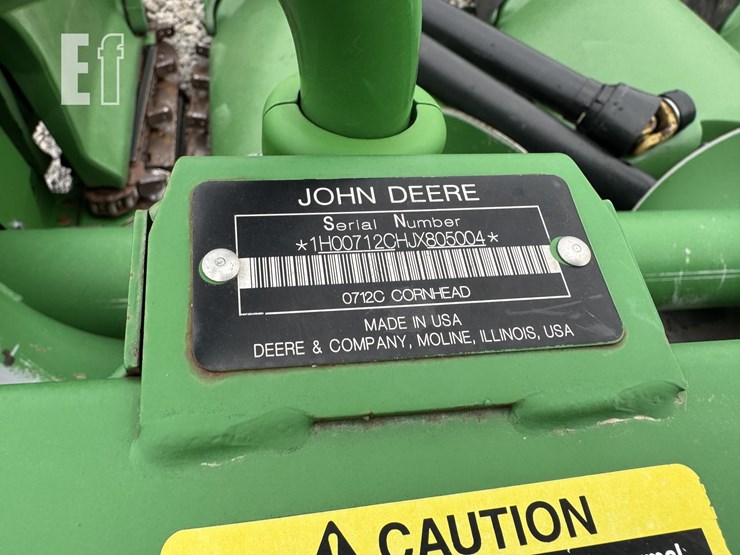 Ef
JOHN DEERE
Serial Number
*1H00712CHJX805004*
0712C CORNHEAD
MADE IN USA
DEERE & COMPANY, MOLINE, ILLINOIS, USA
CAUTION